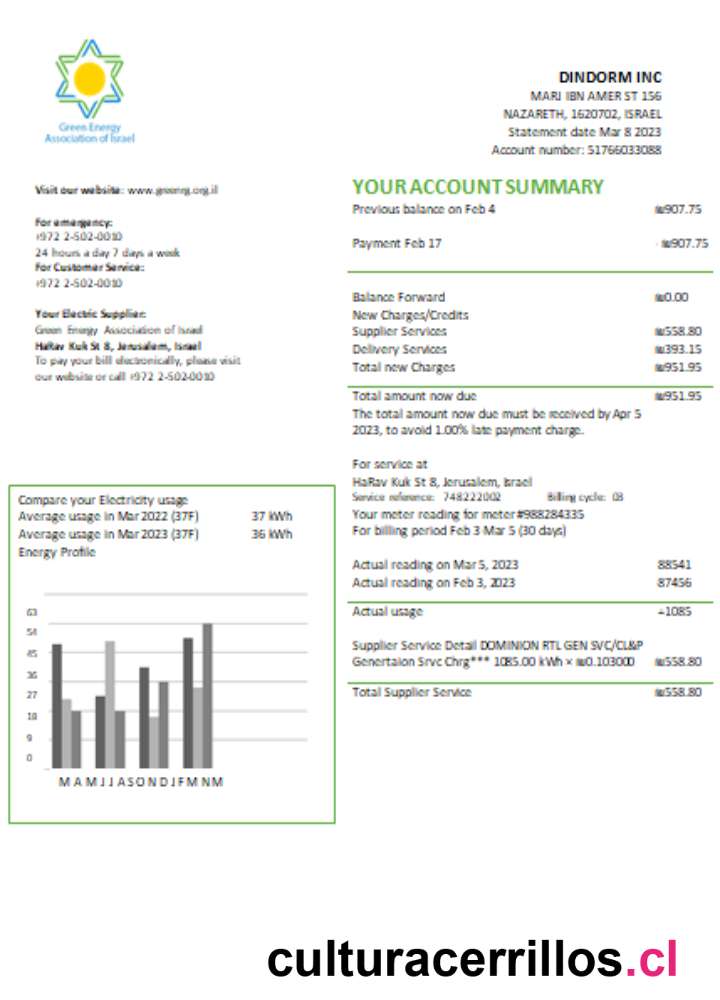 Green Energy
Association of Israel
DINDORM INC
MARJ IBN AMER ST 156
NAZARETH, 1620702, ISRAEL
Statement date Mar 8 2023
Account number: 51766033088
Visit our website: www.greenrg.org.il
For emergency:
+972 2-502-0010
24 hours a day 7 days a week
For Customer Service:
+972 2-502-0010
Your Electric Supplier:
Green Energy Association of Israel
HaRav Kuk St 8, Jerusalem, Israel
To pay your bill electronically, please visit
our website or call +972 2-502-0010
YOUR ACCOUNT SUMMARY
Previous balance on Feb 4 ₪907.75
Payment Feb 17 -₪907.75
Balance Forward ₪0.00
New Charges/Credits
Supplier Services ₪558.80
Delivery Services ₪393.15
Total new Charges ₪951.95
Total amount now due ₪951.95
The total amount now due must be received by Apr 5
2023, to avoid 1.00% late payment charge.
For service at
HaRav Kuk St 8, Jerusalem, Israel
Service reference: 748222002 Billing cycle: 03
Your meter reading for meter #988284335
For billing period Feb 3 Mar 5 (30 days)
Actual reading on Mar 5, 2023 88541
Actual reading on Feb 3, 2023 87456
Actual usage =1085
Supplier Service Detail DOMINION RTL GEN SVC/CL&P
Genertaion Srvc Chrg*** 1085.00 kWh × ₪0.103000 ₪558.80
Total Supplier Service ₪558.80
Compare your Electricity usage
Average usage in Mar 2022 (37F) 37 kWh
Average usage in Mar 2023 (37F) 36 kWh
Energy Profile
63
54
45
36
27
18
9
0
M A M J J A S O N D J F M N M
culturacerrillos.cl